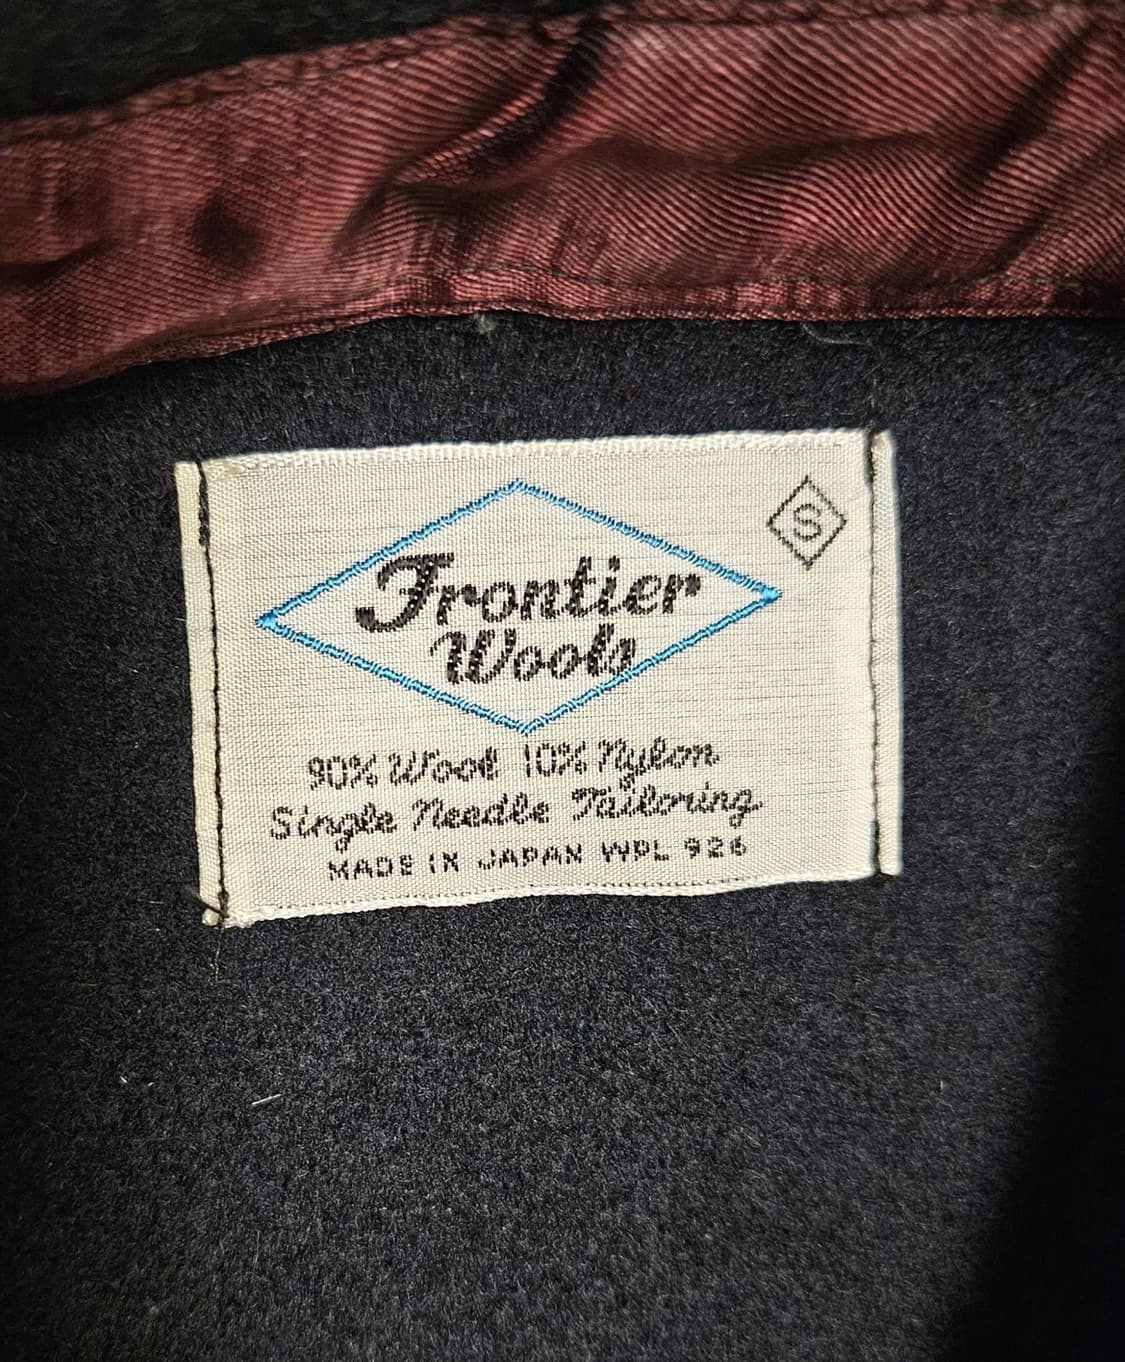 S
Frontier
Wools
90% Wool 10% Nylon
Single Needle Tailoring
MADE IN JAPAN WPL 926